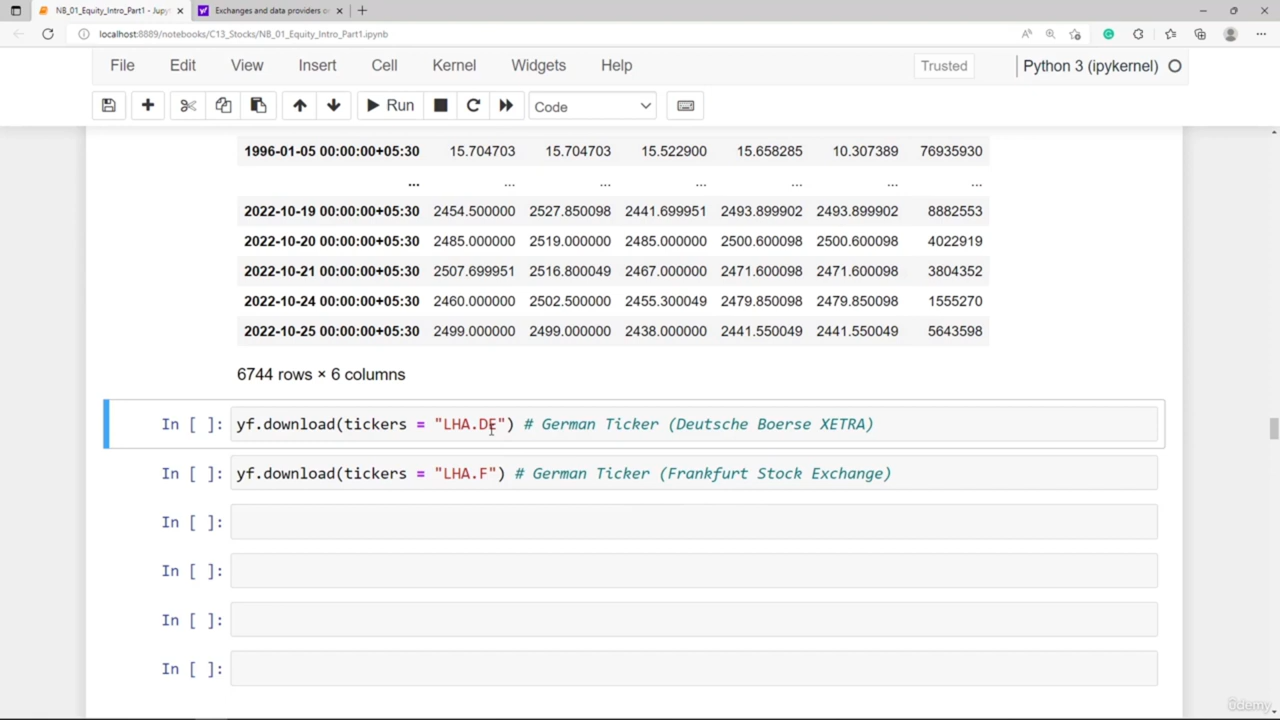 NB_01_Equity_Intro_Part1 - Jupyt
Exchanges and data providers o
localhost:8889/notebooks/C13_Stocks/NB_01_Equity_Intro_Part1.ipynb
File Edit View Insert Cell Kernel Widgets Help Trusted Python 3 (ipykernel)
Run Code
1996-01-05 00:00:00+05:30 15.704703 15.704703 15.522900 15.658285 10.307389 76935930
... ... ... ... ... ... ...
2022-10-19 00:00:00+05:30 2454.500000 2527.850098 2441.699951 2493.899902 2493.899902 8882553
2022-10-20 00:00:00+05:30 2485.000000 2519.000000 2485.000000 2500.600098 2500.600098 4022919
2022-10-21 00:00:00+05:30 2507.699951 2516.800049 2467.000000 2471.600098 2471.600098 3804352
2022-10-24 00:00:00+05:30 2460.000000 2502.500000 2455.300049 2479.850098 2479.850098 1555270
2022-10-25 00:00:00+05:30 2499.000000 2499.000000 2438.000000 2441.550049 2441.550049 5643598
6744 rows × 6 columns
In [ ]: yf.download(tickers = "LHA.DE") # German Ticker (Deutsche Boerse XETRA)
In [ ]: yf.download(tickers = "LHA.F") # German Ticker (Frankfurt Stock Exchange)
In [ ]:
In [ ]:
In [ ]:
In [ ]:
Udemy